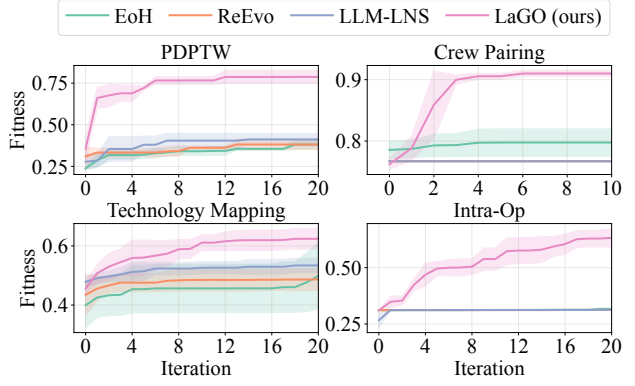 EoH ReEvo LLM-LNS LaGO (ours)
PDPTW Crew Pairing
Fitness
0.75
0.50
0.25
0 4 8 12 16 20
0.9
0.8
0 2 4 6 8 10
Technology Mapping Intra-Op
Fitness
0.6
0.4
0 4 8 12 16 20
Iteration
0.50
0.25
0 4 8 12 16 20
Iteration